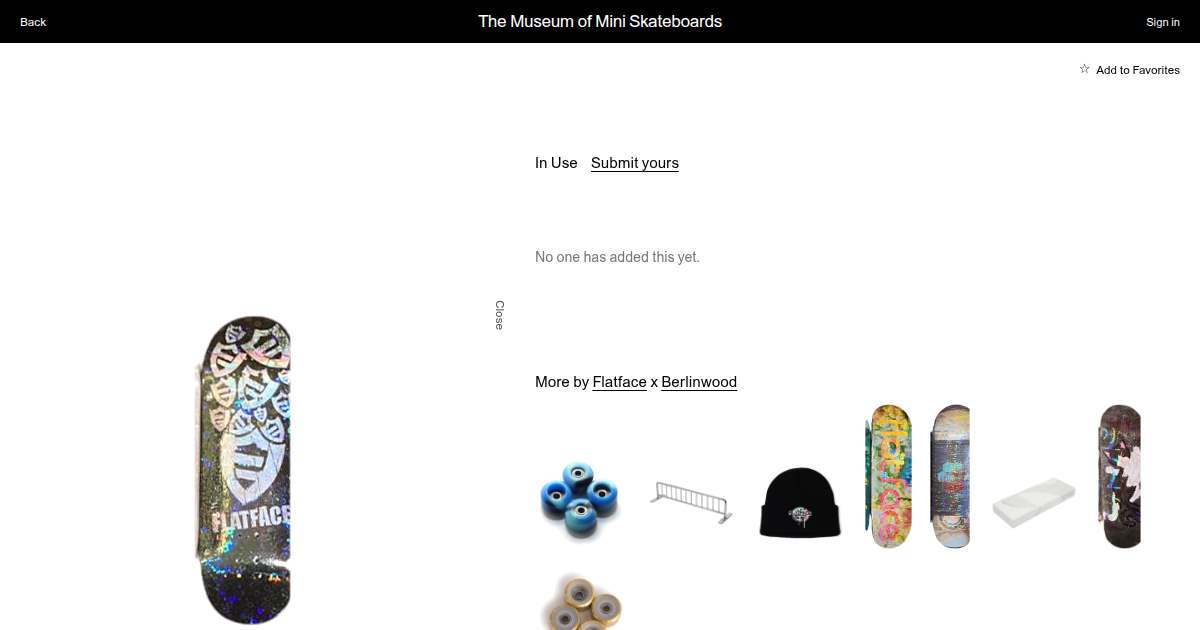 Back
The Museum of Mini Skateboards
Sign in
☆ Add to Favorites
In Use Submit yours
No one has added this yet.
Close
FLATFACE
More by Flatface x Berlinwood
flatface